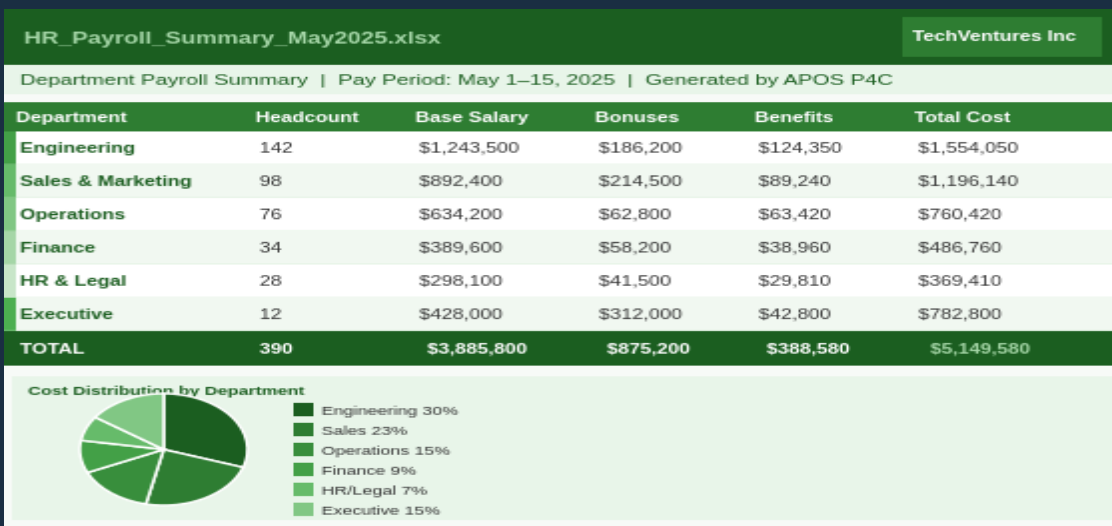 HR_Payroll_Summary_May2025.xlsx TechVentures Inc
Department Payroll Summary | Pay Period: May 1–15, 2025 | Generated by APOS P4C
Department Headcount Base Salary Bonuses Benefits Total Cost
Engineering 142 $1,243,500 $186,200 $124,350 $1,554,050
Sales & Marketing 98 $892,400 $214,500 $89,240 $1,196,140
Operations 76 $634,200 $62,800 $63,420 $760,420
Finance 34 $389,600 $58,200 $38,960 $486,760
HR & Legal 28 $298,100 $41,500 $29,810 $369,410
Executive 12 $428,000 $312,000 $42,800 $782,800
TOTAL 390 $3,885,800 $875,200 $388,580 $5,149,580
Cost Distribution by Department
Engineering 30%
Sales 23%
Operations 15%
Finance 9%
HR/Legal 7%
Executive 15%